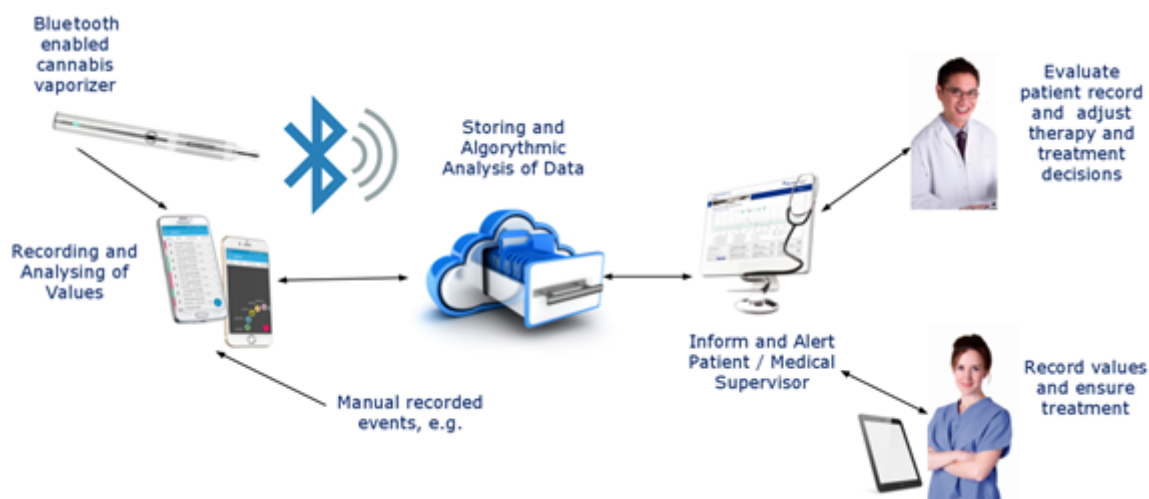 Bluetooth
enabled
cannabis
vaporizer
Storing and
Algorythmic
Analysis of Data
Evaluate
patient record
and adjust
therapy and
treatment
decisions
Recording and
Analysing of
Values
Inform and Alert
Patient / Medical
Supervisor
Manual recorded
events, e.g.
Record values
and ensure
treatment